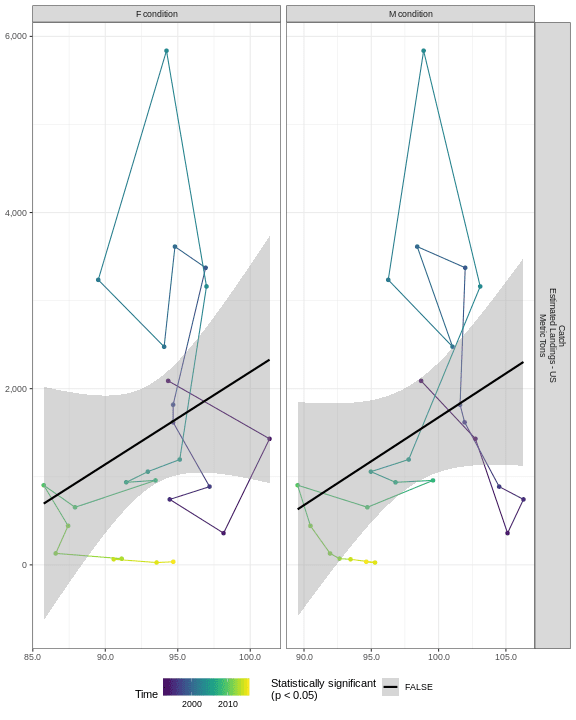 F condition
M condition
6,000
4,000
2,000
0
Catch
Estimated Landings - US
Metric Tons
85.0
90.0
95.0
100.0
90.0
95.0
100.0
105.0
Time
2000
2010
Statistically significant
(p < 0.05)
FALSE